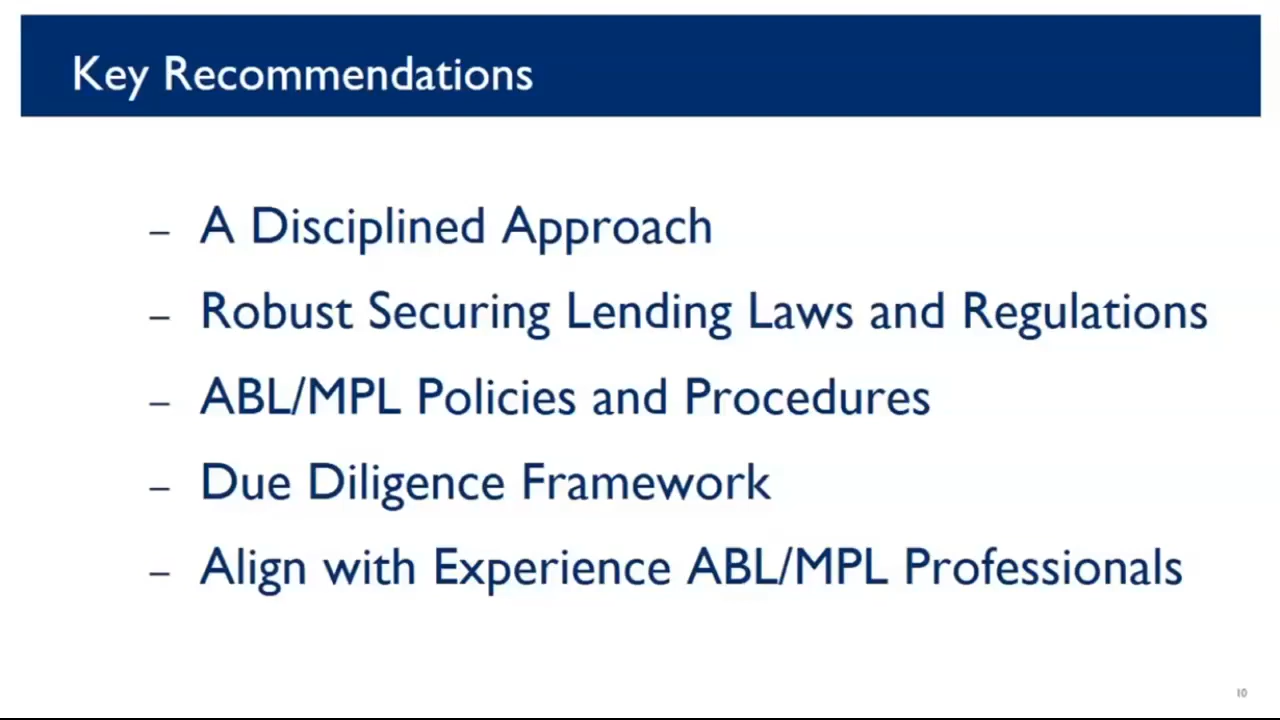 Key Recommendations
– A Disciplined Approach
– Robust Securing Lending Laws and Regulations
– ABL/MPL Policies and Procedures
– Due Diligence Framework
– Align with Experience ABL/MPL Professionals
10